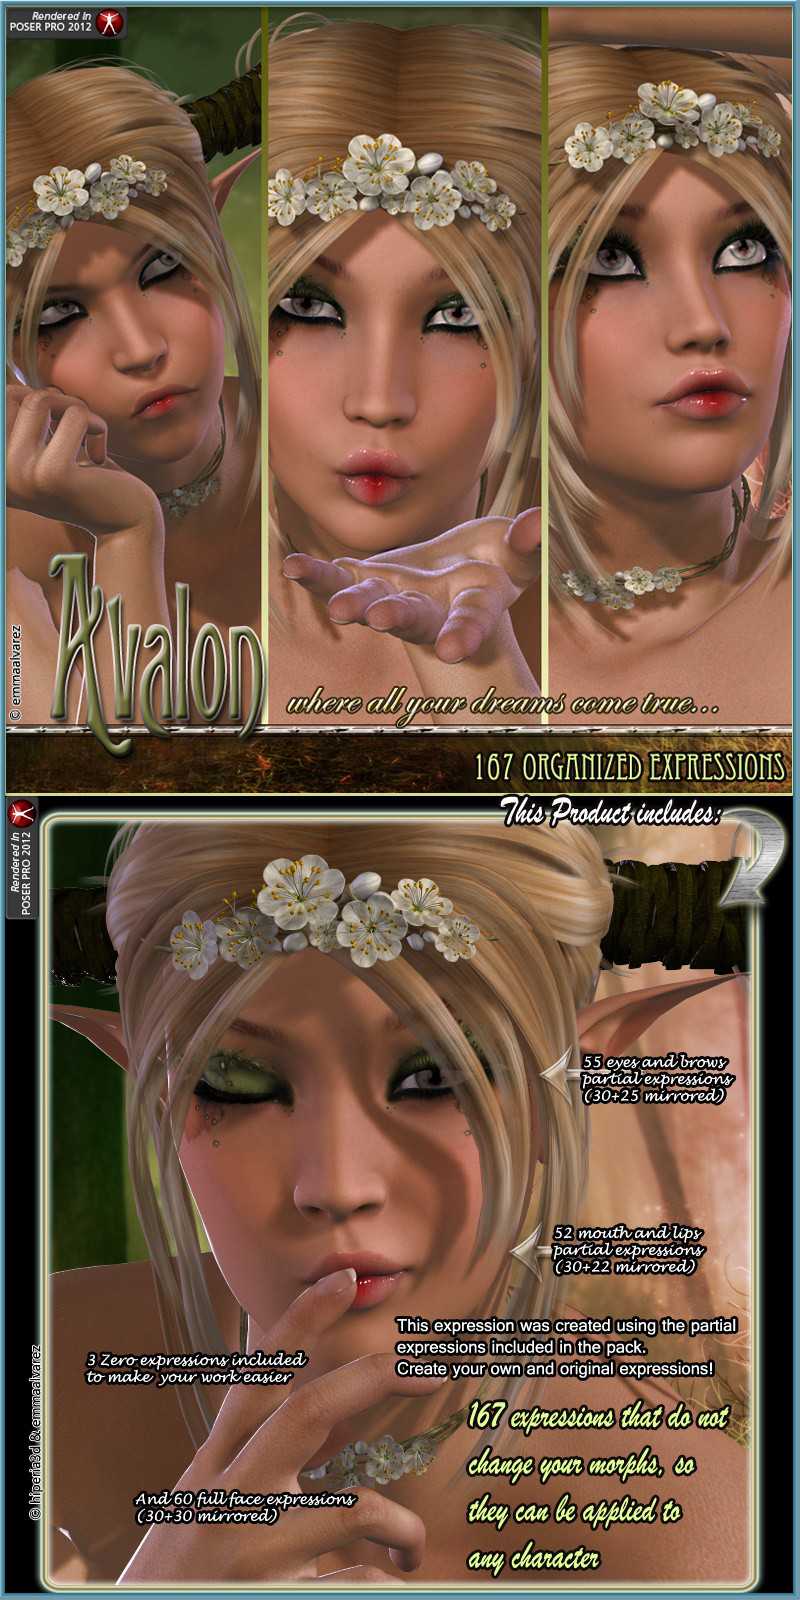 Rendered In
POSER PRO 2012
© emmaalvarez
Avalon
where all your dreams come true...
167 ORGANIZED EXPRESSIONS
Rendered In
POSER PRO 2012
This Product includes:
55 eyes and brows
partial expressions
(30+25 mirrored)
52 mouth and lips
partial expressions
(30+22 mirrored)
This expression was created using the partial
expressions included in the pack.
Create your own and original expressions!
3 Zero expressions included
to make your work easier
167 expressions that do not
change your morphs, so
they can be applied to
any character
And 60 full face expressions
(30+30 mirrored)
© hiperia3d & emmaalvarez